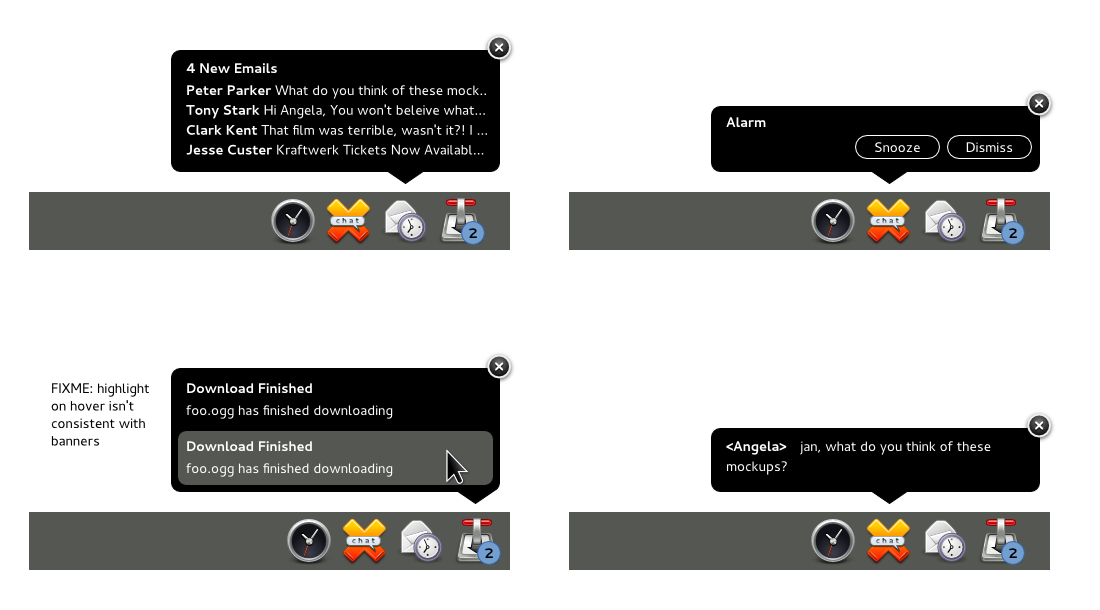 4 New Emails
Peter Parker What do you think of these mock..
Tony Stark Hi Angela, You won't beleive what...
Clark Kent That film was terrible, wasn't it?! I ...
Jesse Custer Kraftwerk Tickets Now Availabl...
chat
2
Alarm
Snooze Dismiss
chat
2
FIXME: highlight
on hover isn't
consistent with
banners
Download Finished
foo.ogg has finished downloading
Download Finished
foo.ogg has finished downloading
chat
2
<Angela> jan, what do you think of these
mockups?
chat
2